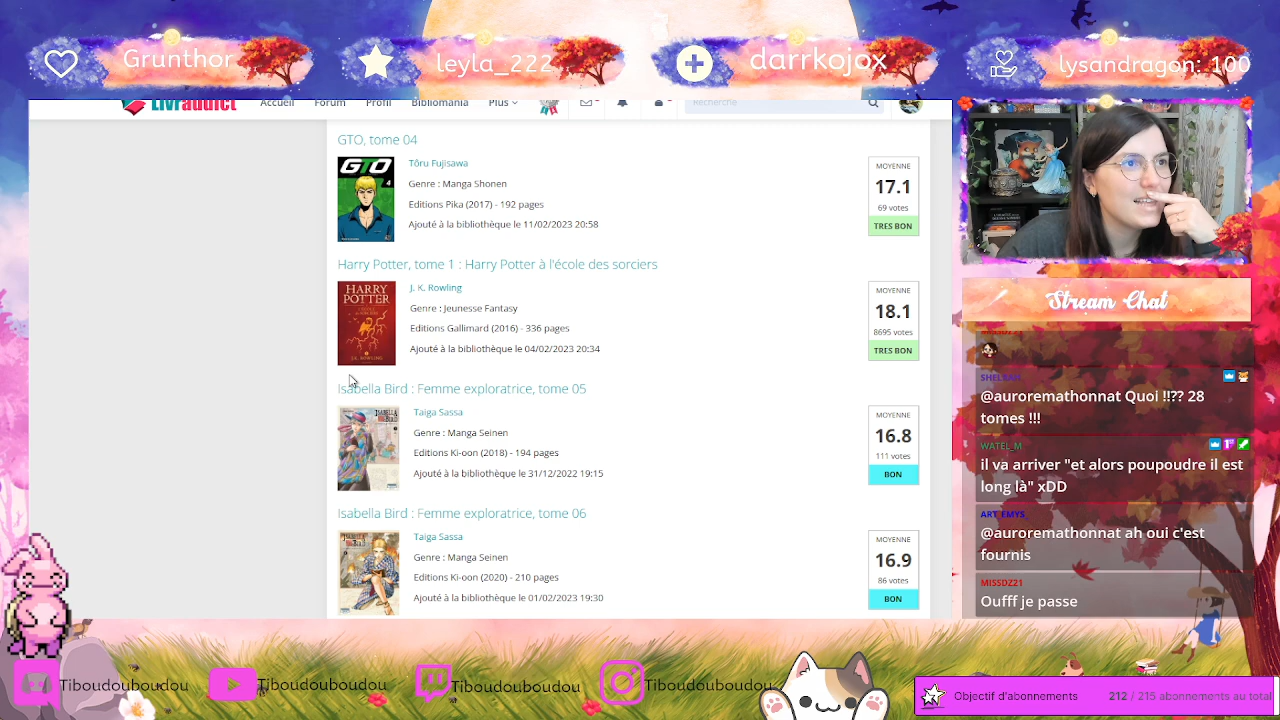 Grunthor
leyla_222
darrkojox
lysandragon: 100
Livraddict
Accueil
Forum
Profil
Bibliomania
Plus
Recherche
GTO, tome 04
GTO
4
Tôru Fujisawa
Genre : Manga Shonen
Editions Pika (2017) - 192 pages
Ajouté à la bibliothèque le 11/02/2023 20:58
MOYENNE
17.1
69 votes
TRES BON
Harry Potter, tome 1 : Harry Potter à l'école des sorciers
HARRY
POTTER
J.K. ROWLING
J. K. Rowling
Genre : Jeunesse Fantasy
Editions Gallimard (2016) - 336 pages
Ajouté à la bibliothèque le 04/02/2023 20:34
MOYENNE
18.1
8695 votes
TRES BON
Isabella Bird : Femme exploratrice, tome 05
Taiga Sassa
Genre : Manga Seinen
Editions Ki-oon (2018) - 194 pages
Ajouté à la bibliothèque le 31/12/2022 19:15
MOYENNE
16.8
111 votes
BON
Isabella Bird : Femme exploratrice, tome 06
Taiga Sassa
Genre : Manga Seinen
Editions Ki-oon (2020) - 210 pages
Ajouté à la bibliothèque le 01/02/2023 19:30
MOYENNE
16.9
86 votes
BON
Stream Chat
@auroremathonnat Quoi !!?? 28
tomes !!!
WATEL_M
il va arriver "et alors poupoudre il est
long là" xDD
ART_EMYS_
@auroremathonnat ah oui c'est
fournis
MISSDZ21
Oufff je passe
Tiboudouboudou
Tiboudouboudou
Tiboudouboudou
Tiboudouboudou
Objectif d'abonnements
212 / 215 abonnements au total